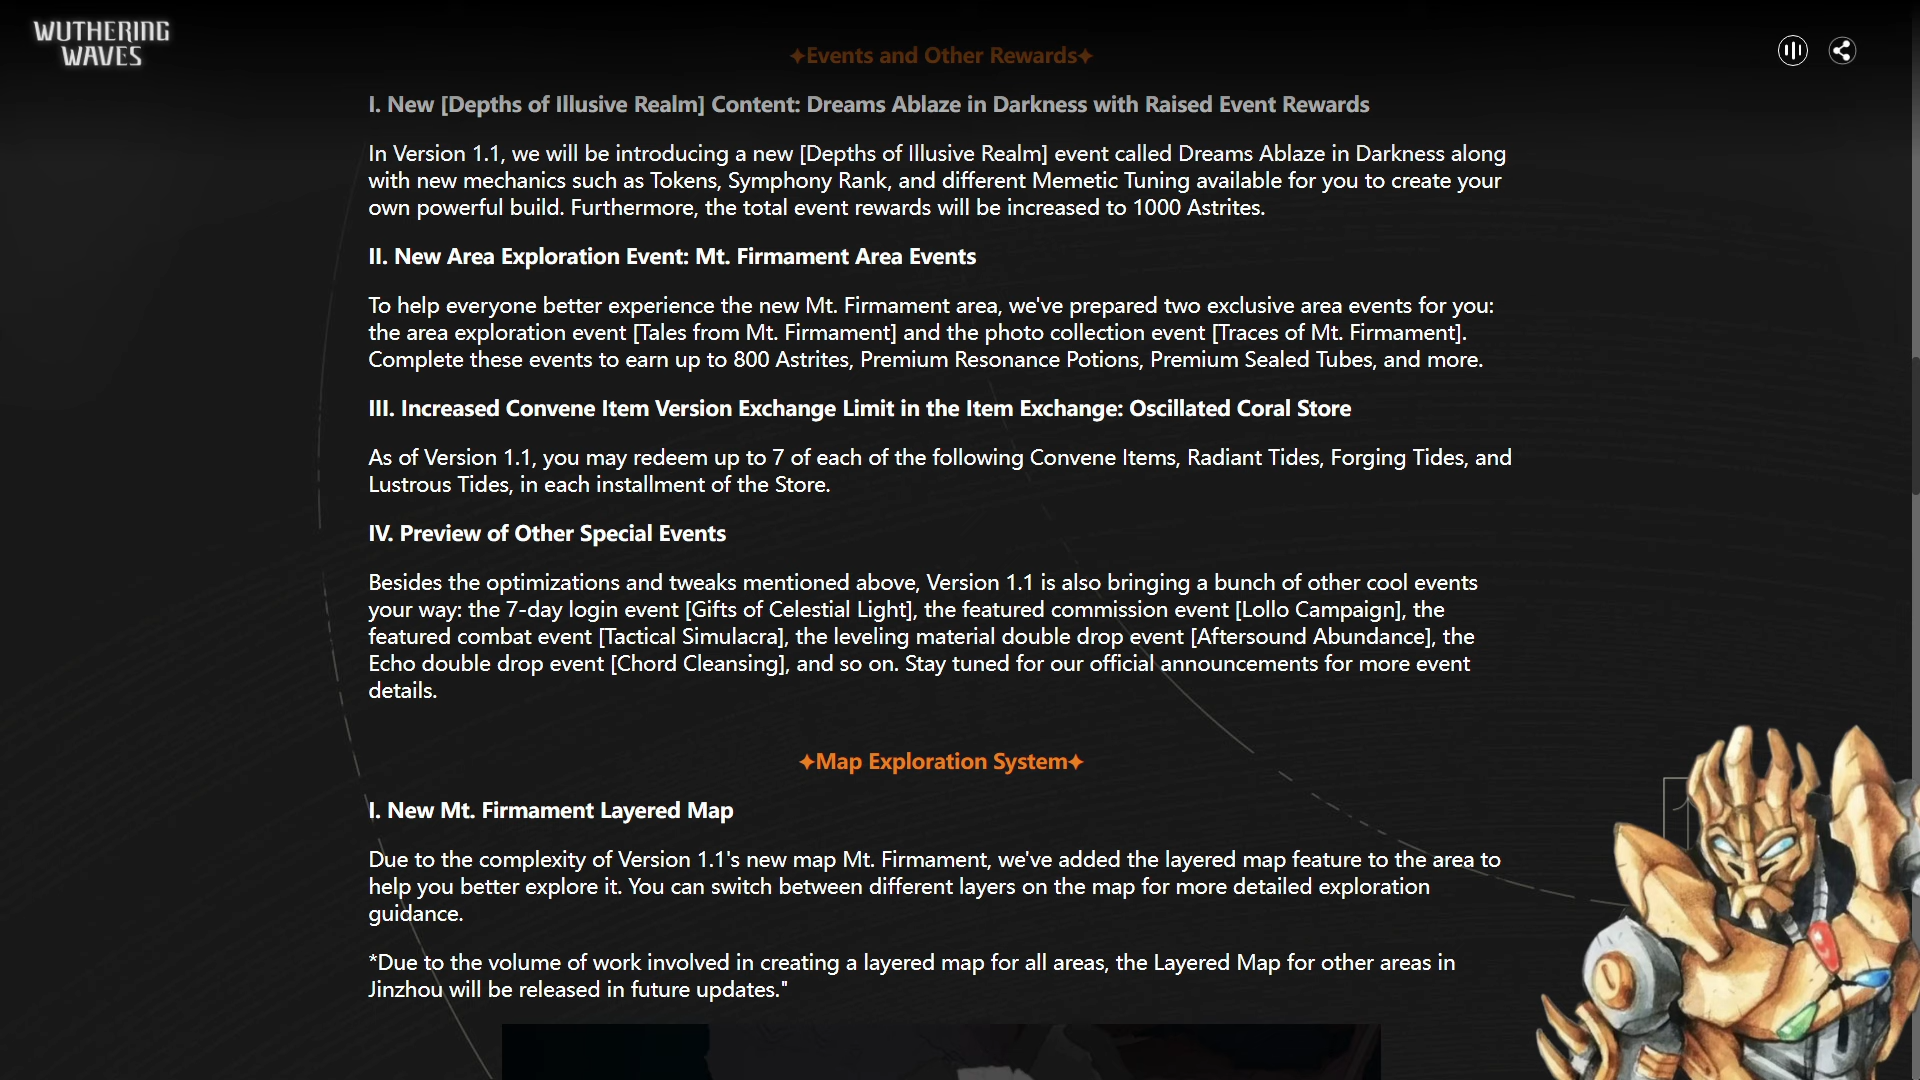 WUTHERING
WAVES
✦Events and Other Rewards✦
I. New [Depths of Illusive Realm] Content: Dreams Ablaze in Darkness with Raised Event Rewards
In Version 1.1, we will be introducing a new [Depths of Illusive Realm] event called Dreams Ablaze in Darkness along
with new mechanics such as Tokens, Symphony Rank, and different Memetic Tuning available for you to create your
own powerful build. Furthermore, the total event rewards will be increased to 1000 Astrites.
II. New Area Exploration Event: Mt. Firmament Area Events
To help everyone better experience the new Mt. Firmament area, we've prepared two exclusive area events for you:
the area exploration event [Tales from Mt. Firmament] and the photo collection event [Traces of Mt. Firmament].
Complete these events to earn up to 800 Astrites, Premium Resonance Potions, Premium Sealed Tubes, and more.
III. Increased Convene Item Version Exchange Limit in the Item Exchange: Oscillated Coral Store
As of Version 1.1, you may redeem up to 7 of each of the following Convene Items, Radiant Tides, Forging Tides, and
Lustrous Tides, in each installment of the Store.
IV. Preview of Other Special Events
Besides the optimizations and tweaks mentioned above, Version 1.1 is also bringing a bunch of other cool events
your way: the 7-day login event [Gifts of Celestial Light], the featured commission event [Lollo Campaign], the
featured combat event [Tactical Simulacra], the leveling material double drop event [Aftersound Abundance], the
Echo double drop event [Chord Cleansing], and so on. Stay tuned for our official announcements for more event
details.
✦Map Exploration System✦
I. New Mt. Firmament Layered Map
Due to the complexity of Version 1.1's new map Mt. Firmament, we've added the layered map feature to the area to
help you better explore it. You can switch between different layers on the map for more detailed exploration
guidance.
*Due to the volume of work involved in creating a layered map for all areas, the Layered Map for other areas in
Jinzhou will be released in future updates."